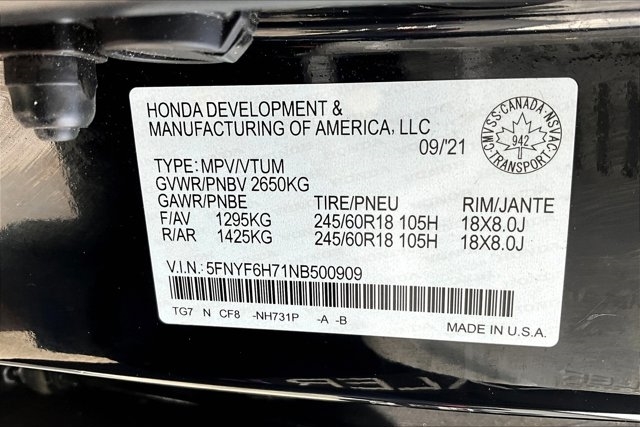 HONDA DEVELOPMENT &
MANUFACTURING OF AMERICA, LLC
09/'21
CMVSS·CANADA·NSVAC
942
TRANSPORT
TYPE: MPV/VTUM
GVWR/PNBV 2650KG
GAWR/PNBE TIRE/PNEU RIM/JANTE
F/AV 1295KG 245/60R18 105H 18X8.0J
R/AR 1425KG 245/60R18 105H 18X8.0J
V.I.N.: 5FNYF6H71NB500909
TG7 N CF8 -NH731P -A -B
MADE IN U.S.A.